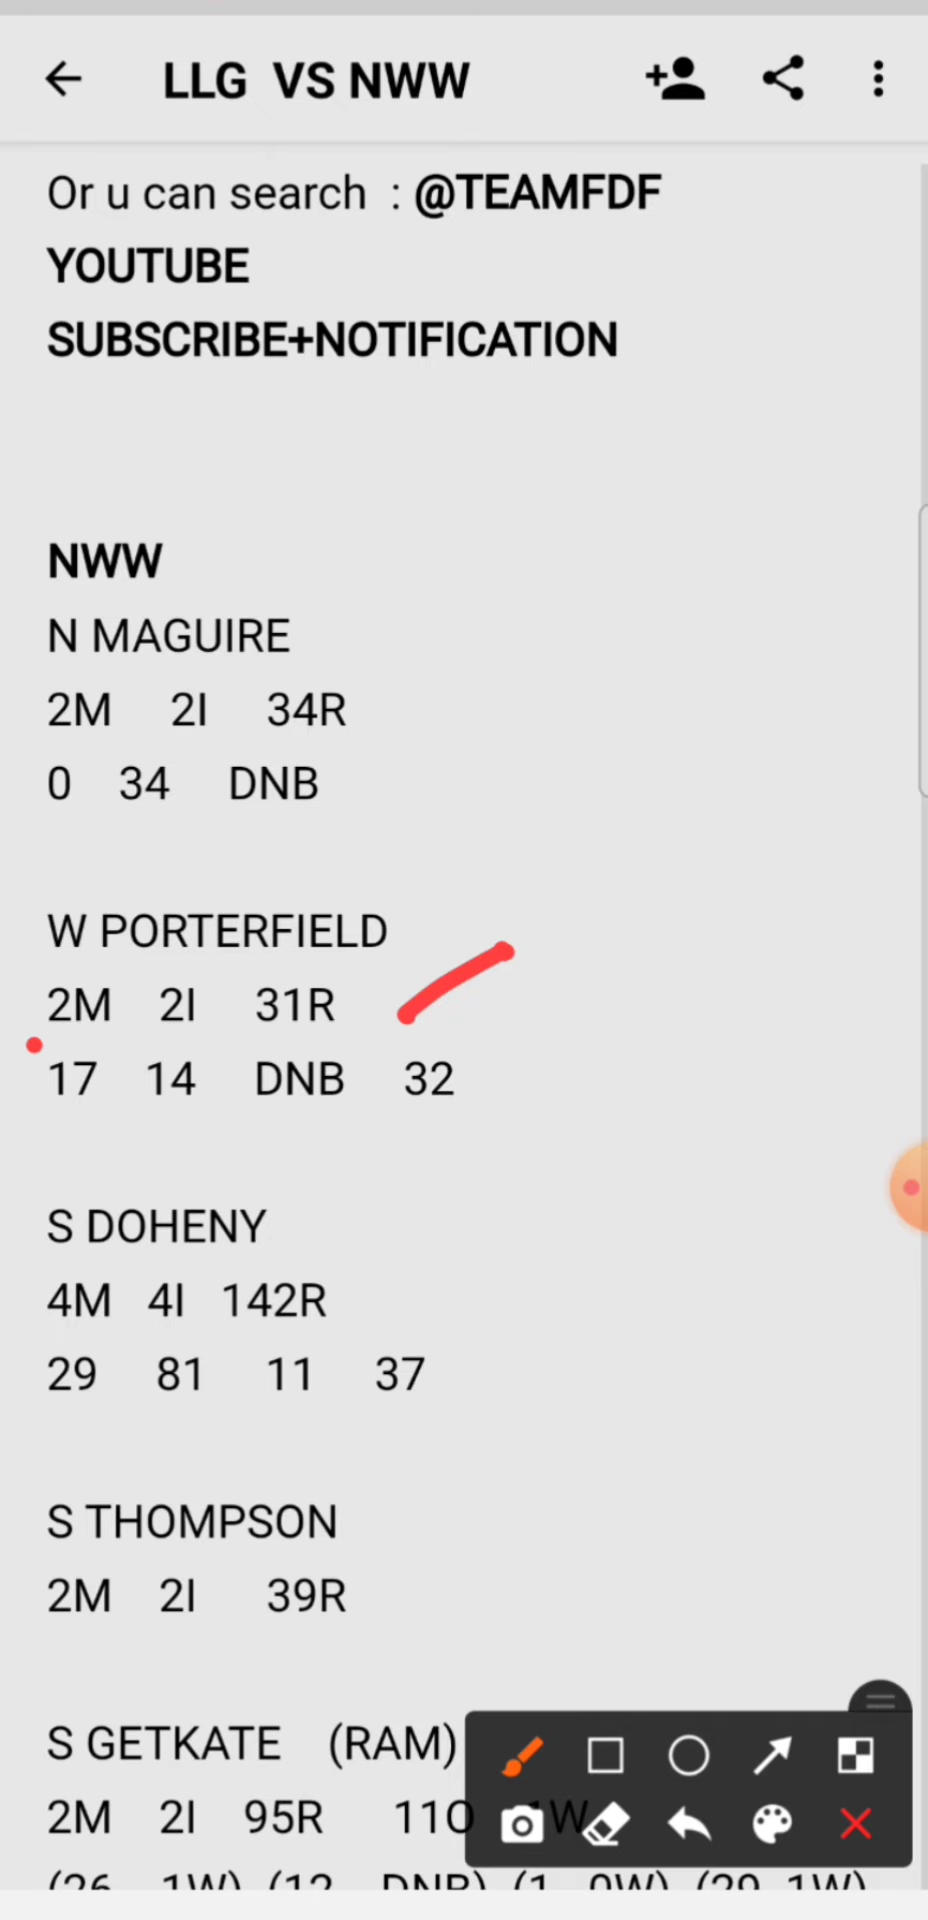 LLG VS NWW
Or u can search : @TEAMFDF
YOUTUBE
SUBSCRIBE+NOTIFICATION
NWW
N MAGUIRE
2M 2I 34R
0 34 DNB
W PORTERFIELD
2M 2I 31R
17 14 DNB 32
S DOHENY
4M 4I 142R
29 81 11 37
S THOMPSON
2M 2I 39R
S GETKATE (RAM)
2M 2I 95R 11O 1W